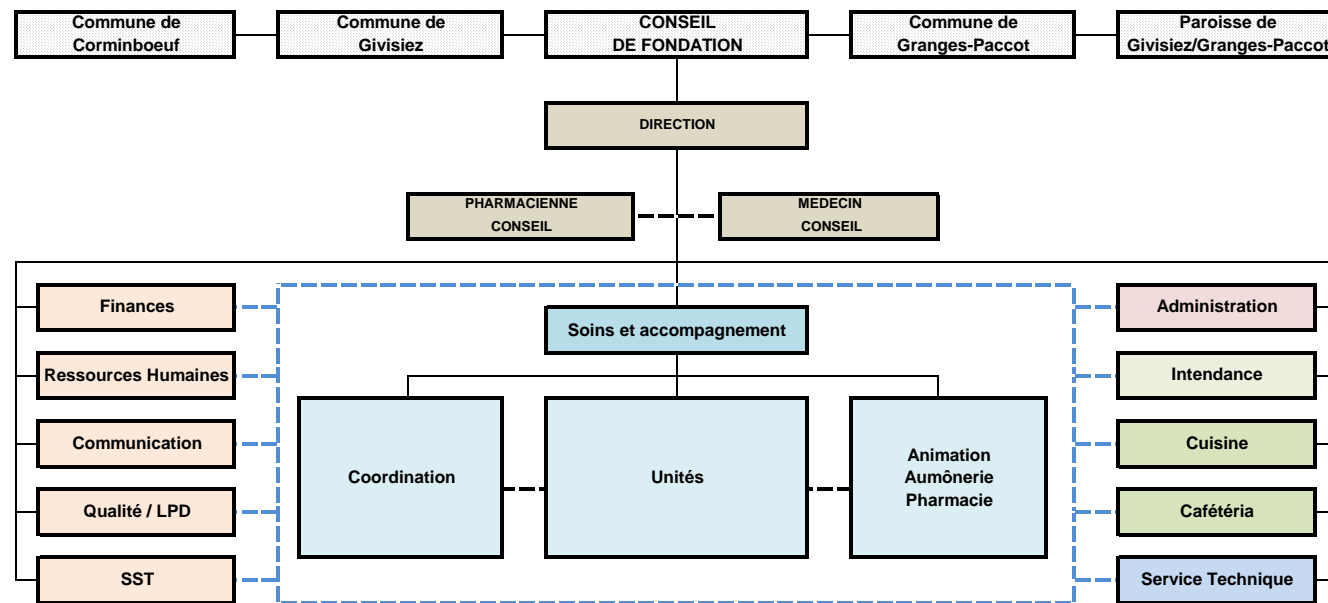 Commune de
Corminboeuf
Commune de
Givisiez
CONSEIL
DE FONDATION
Commune de
Granges-Paccot
Paroisse de
Givisiez/Granges-Paccot
DIRECTION
PHARMACIENNE
CONSEIL
MEDECIN
CONSEIL
Finances
Ressources Humaines
Communication
Qualité / LPD
SST
Soins et accompagnement
Coordination
Unités
Animation
Aumônerie
Pharmacie
Administration
Intendance
Cuisine
Cafétéria
Service Technique